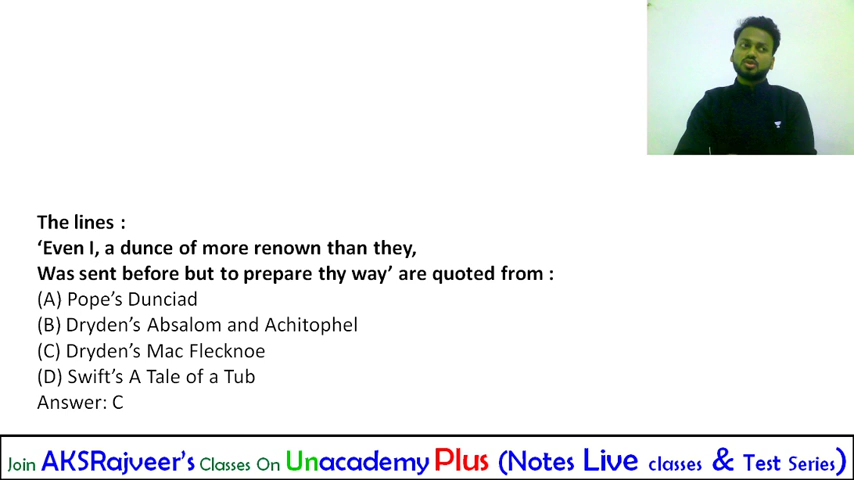 The lines :
‘Even I, a dunce of more renown than they,
Was sent before but to prepare thy way’ are quoted from :
(A) Pope’s Dunciad
(B) Dryden’s Absalom and Achitophel
(C) Dryden’s Mac Flecknoe
(D) Swift’s A Tale of a Tub
Answer: C
Join AKSRajveer’s Classes On Unacademy Plus (Notes Live classes & Test Series)